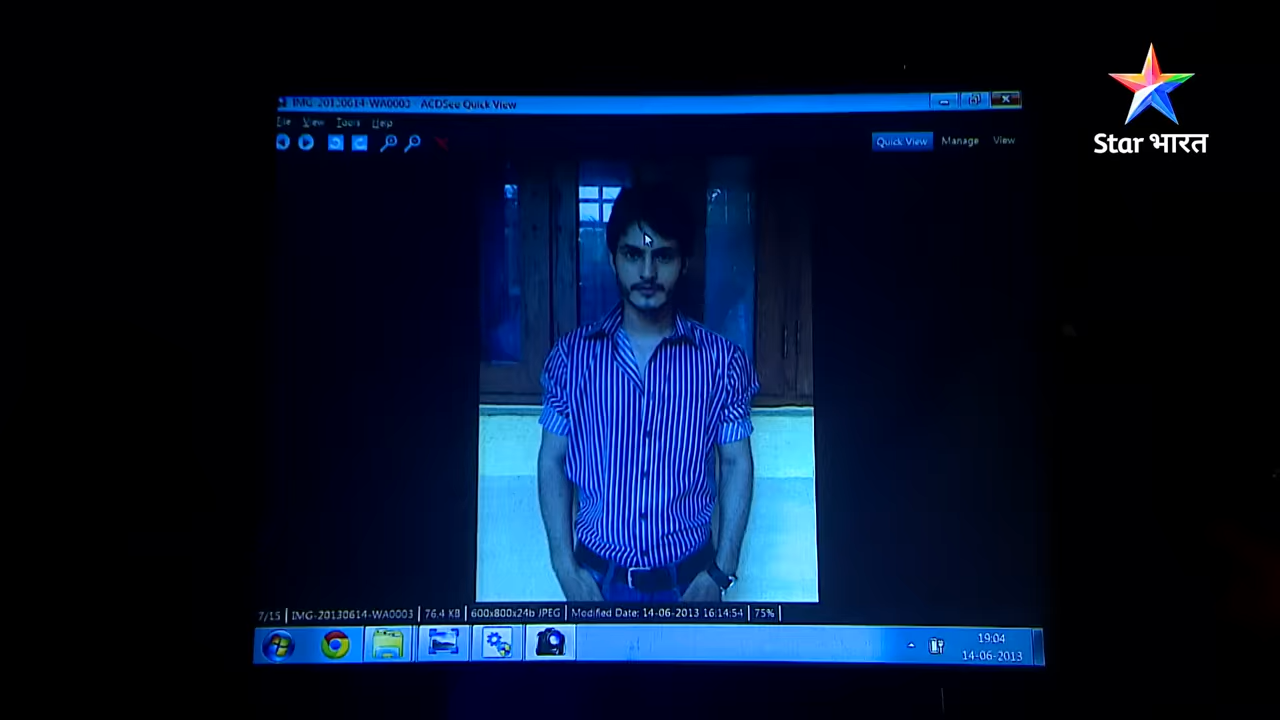 IMG-20130614-WA0003 - ACDSee Quick View
File View Tools Help
Quick View Manage View
Star भारत
7/15 | IMG-20130614-WA0003 | 76.4 KB | 600x800x24b JPEG | Modified Date: 14-06-2013 16:14:54 | 75% |
19:04
14-06-2013